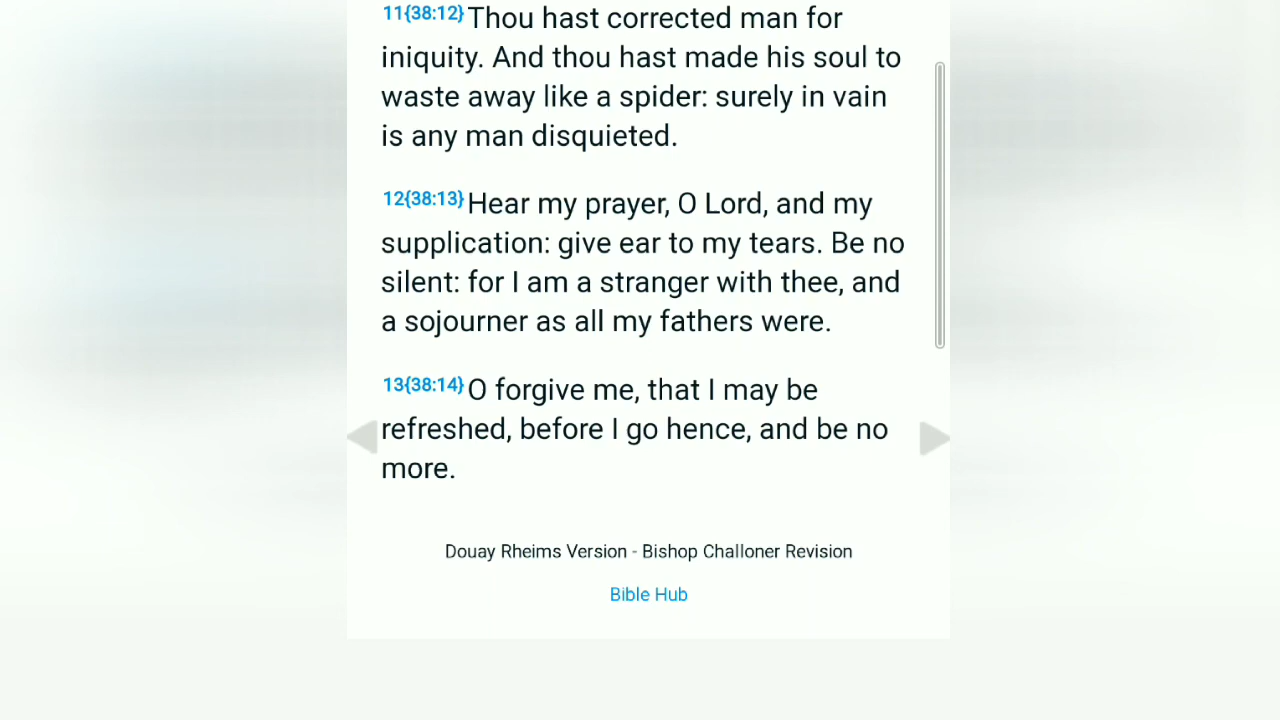 11{38:12}Thou hast corrected man for
iniquity. And thou hast made his soul to
waste away like a spider: surely in vain
is any man disquieted.
12{38:13}Hear my prayer, O Lord, and my
supplication: give ear to my tears. Be no
silent: for I am a stranger with thee, and
a sojourner as all my fathers were.
13{38:14}O forgive me, that I may be
refreshed, before I go hence, and be no
more.
Douay Rheims Version - Bishop Challoner Revision
Bible Hub